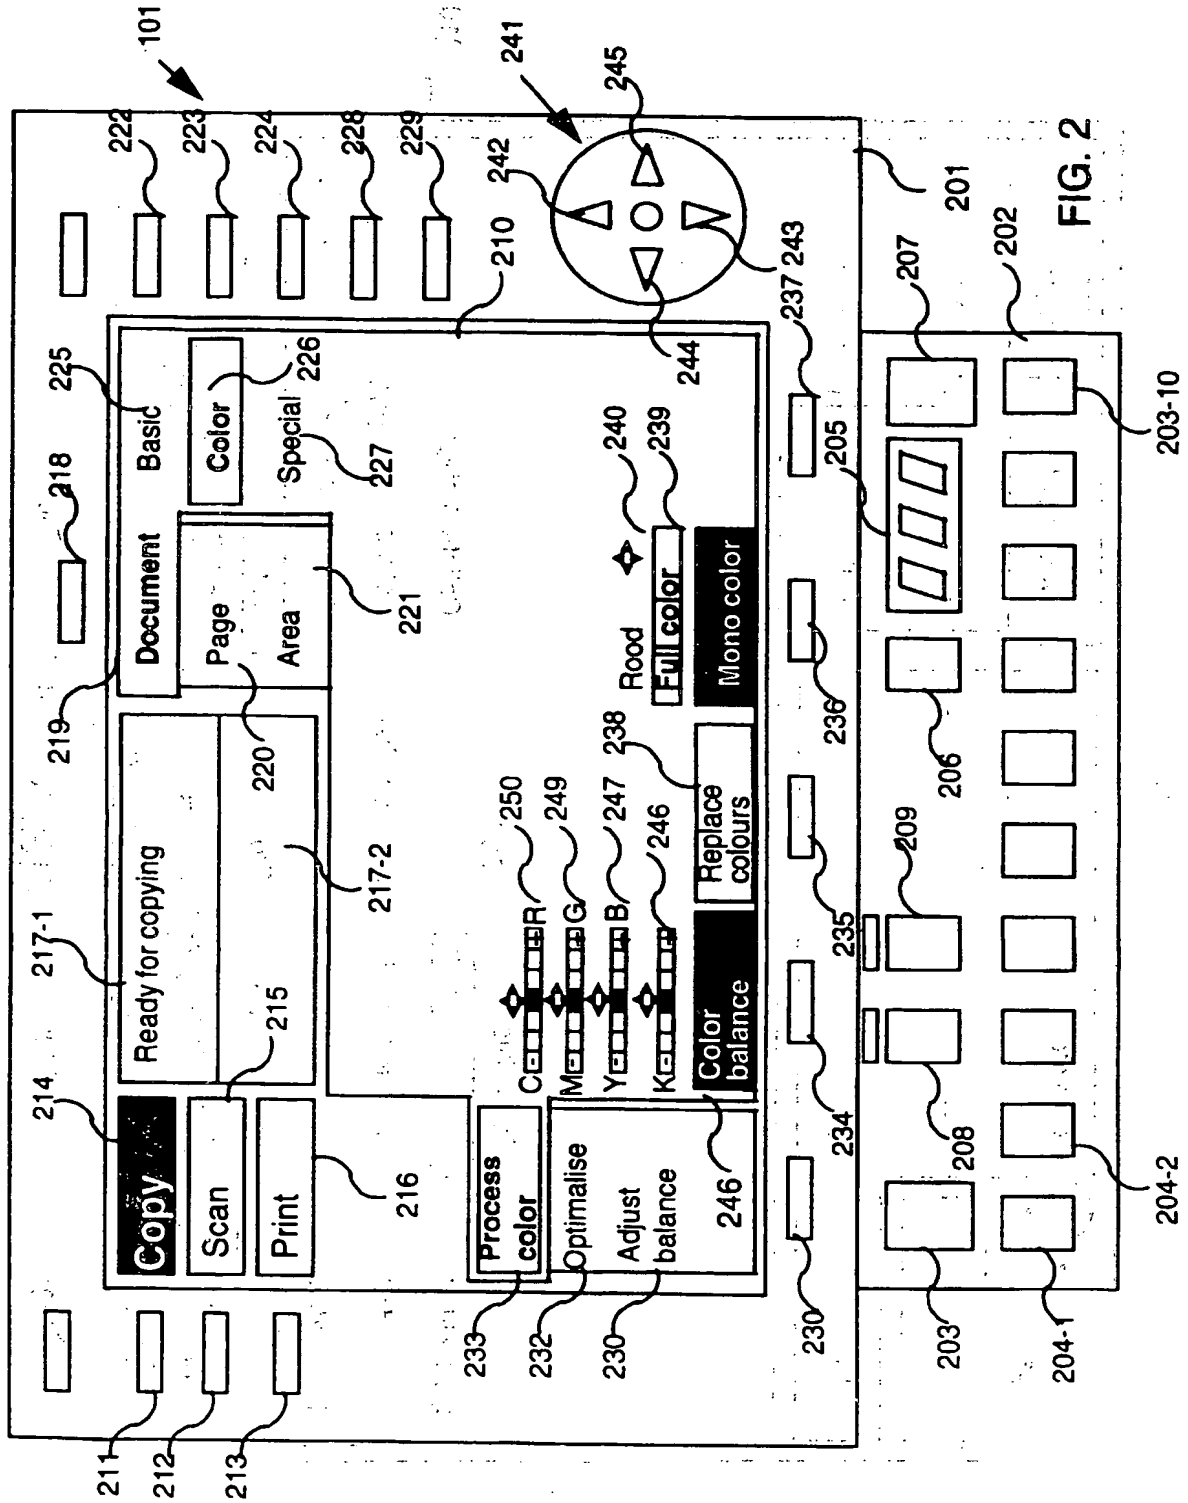 101
214 217-1 219 218
211 222
212 223
213 224
228
229
Copy Ready for copying Document Basic 225
Scan 215 Page Color
Print 220 Area Special 226
216 217-2 221 227
210
233 Process color
232 Optimalise
230 Adjust balance
C - + R 250
M - + G 249
Y - + B 247
K - + 246
Rood 240
Full color 239
246 Color balance Replace colours 238 Mono color
242 241
245
244 243
230 234 235 236 237
205
203 208 209 206 207
201
204-1 204-2 203-10 202
FIG. 2